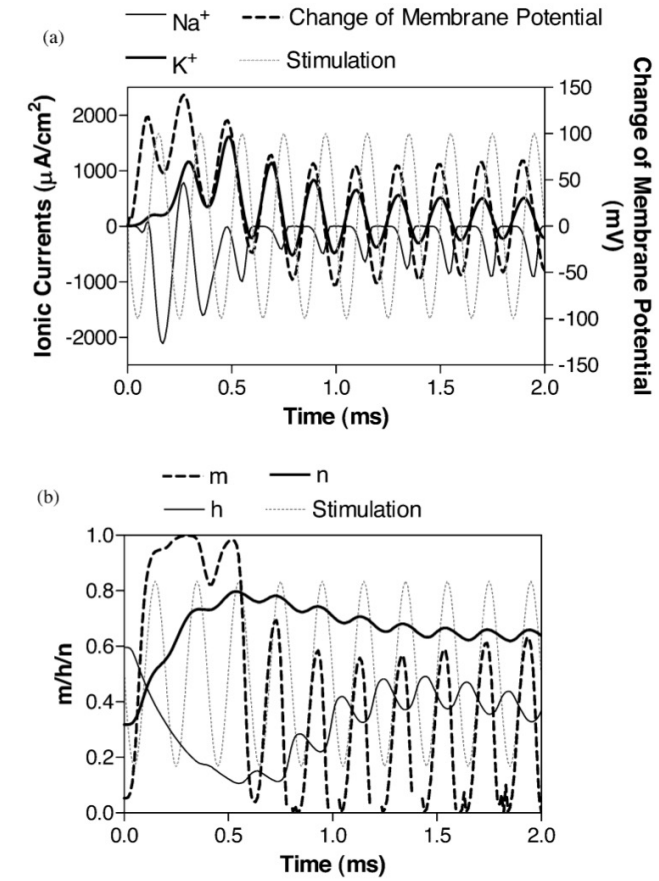 (a)
Na+ Change of Membrane Potential
K+ Stimulation
Ionic Currents (μA/cm2)
2000
1000
0
-1000
-2000
150
100
50
0
-50
-100
-150
Change of Membrane Potential
(mV)
0.0 0.5 1.0 1.5 2.0
Time (ms)
(b)
m n
h Stimulation
m/h/n
1.0
0.8
0.6
0.4
0.2
0.0
0.0 0.5 1.0 1.5 2.0
Time (ms)